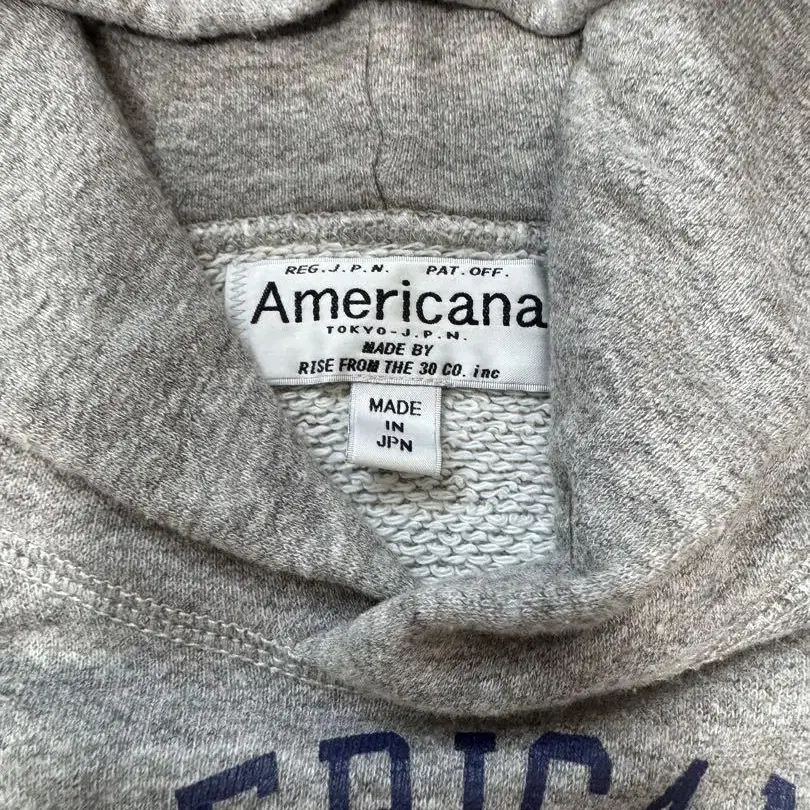 REG.J.P.N. PAT.OFF.
Americana
TOKYO-J.P.N.
MADE BY
RISE FROM THE 30 CO. inc
MADE
IN
JPN